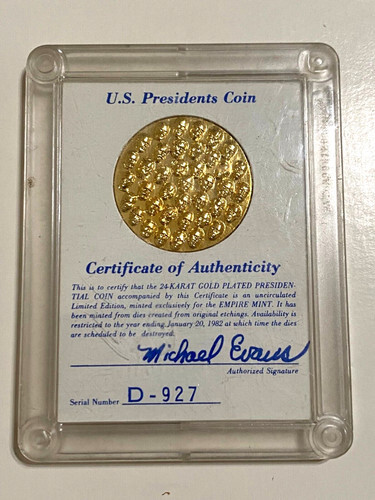 U.S. Presidents Coin
Certificate of Authenticity
This is to certify that the 24-KARAT GOLD PLATED PRESIDEN-
TIAL COIN accompanied by this Certificate is an uncirculated
Limited Edition, minted exclusively for the EMPIRE MINT. It has
been minted from dies created from original etchings. Availability is
restricted to the year ending January 20, 1982 at which time the dies
are scheduled to be destroyed.
Michael Evans
Authorized Signature
Serial Number D-927